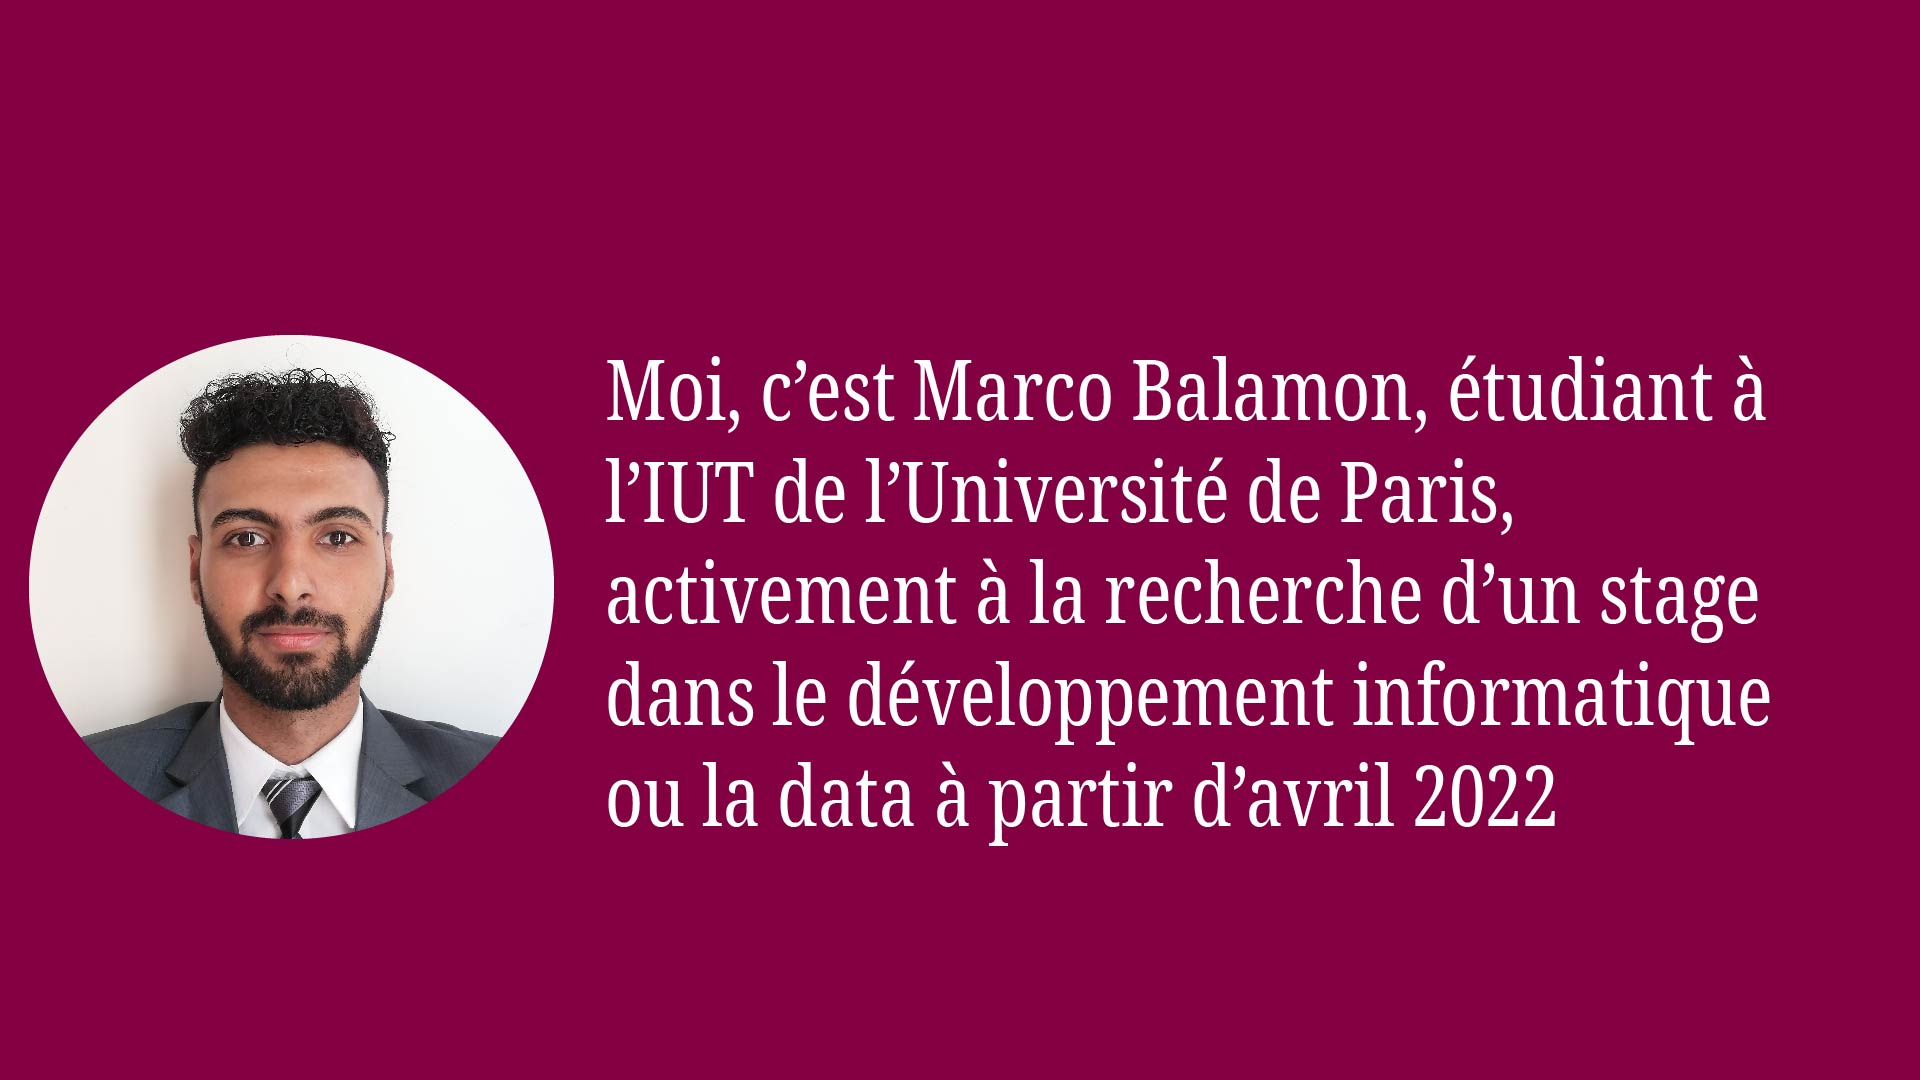 Moi, c’est Marco Balamon, étudiant à
l’IUT de l’Université de Paris,
activement à la recherche d’un stage
dans le développement informatique
ou la data à partir d’avril 2022